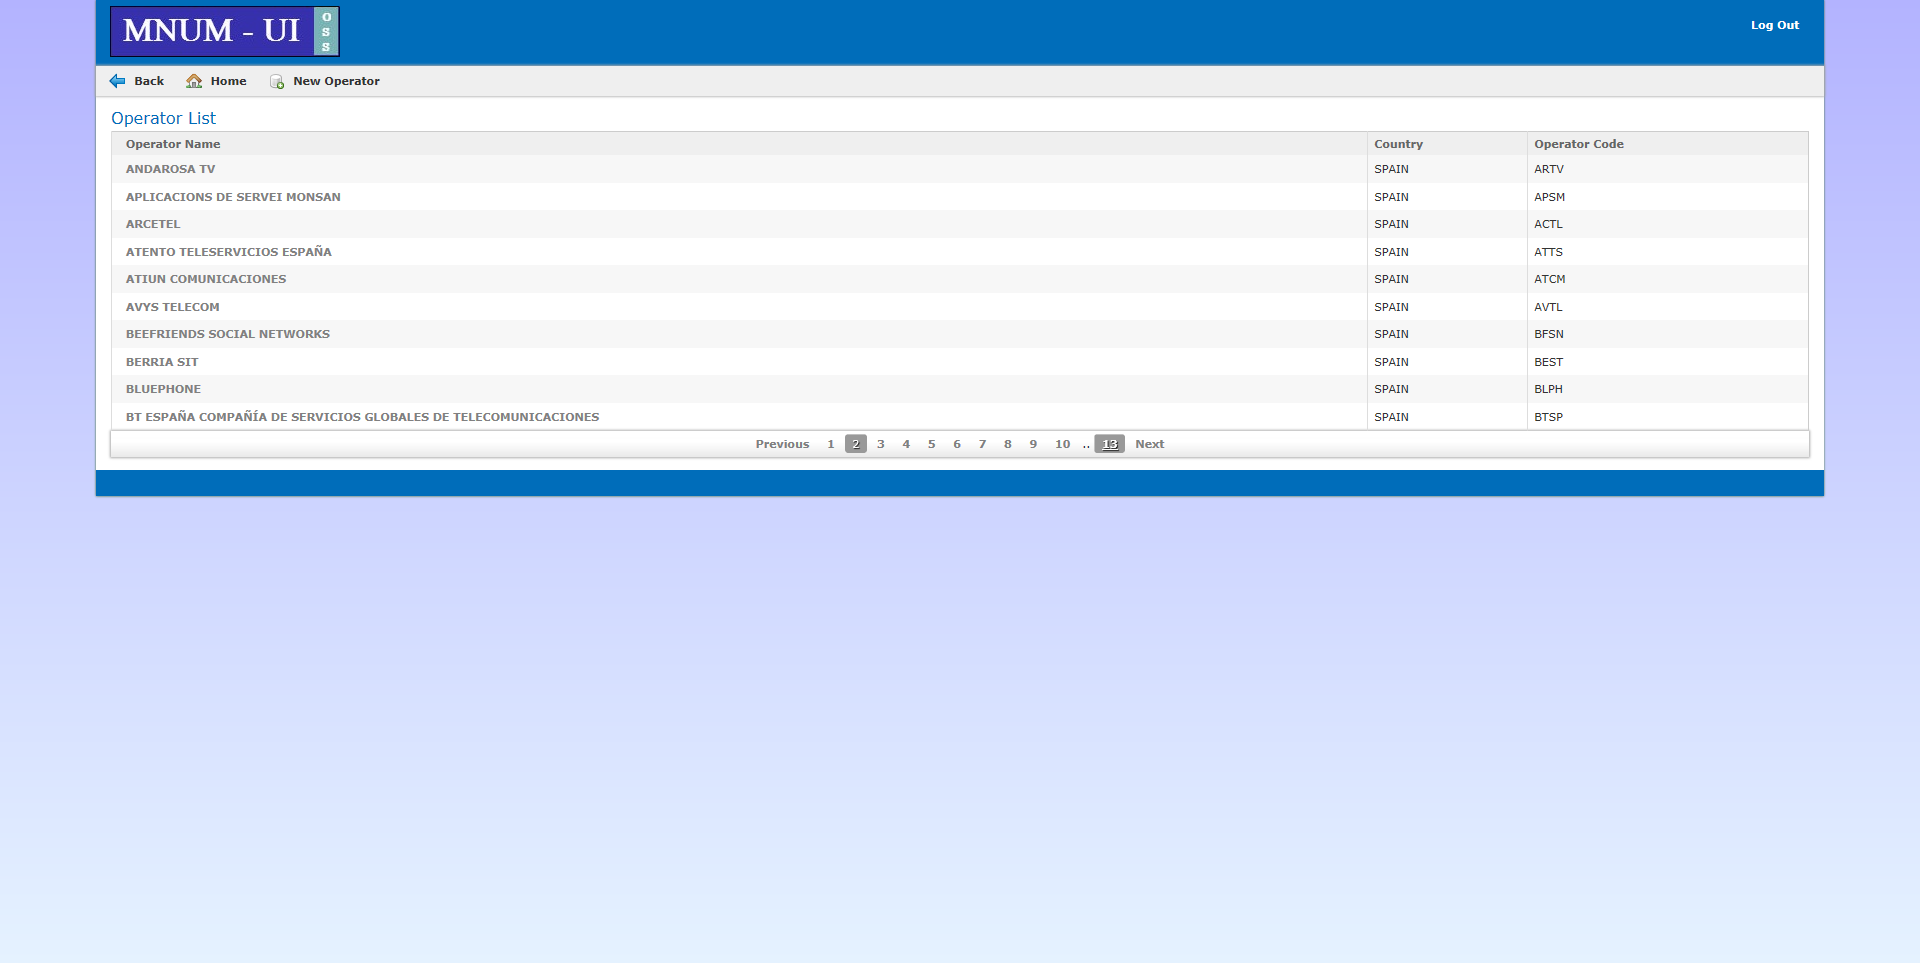 MNUM - UI OSS
Log Out
Back Home New Operator
Operator List
Operator Name Country Operator Code
ANDAROSA TV SPAIN ARTV
APLICACIONS DE SERVEI MONSAN SPAIN APSM
ARCETEL SPAIN ACTL
ATENTO TELESERVICIOS ESPAÑA SPAIN ATTS
ATIUN COMUNICACIONES SPAIN ATCM
AVYS TELECOM SPAIN AVTL
BEEFRIENDS SOCIAL NETWORKS SPAIN BFSN
BERRIA SIT SPAIN BEST
BLUEPHONE SPAIN BLPH
BT ESPAÑA COMPAÑÍA DE SERVICIOS GLOBALES DE TELECOMUNICACIONES SPAIN BTSP
Previous 1 2 3 4 5 6 7 8 9 10 .. 13 Next